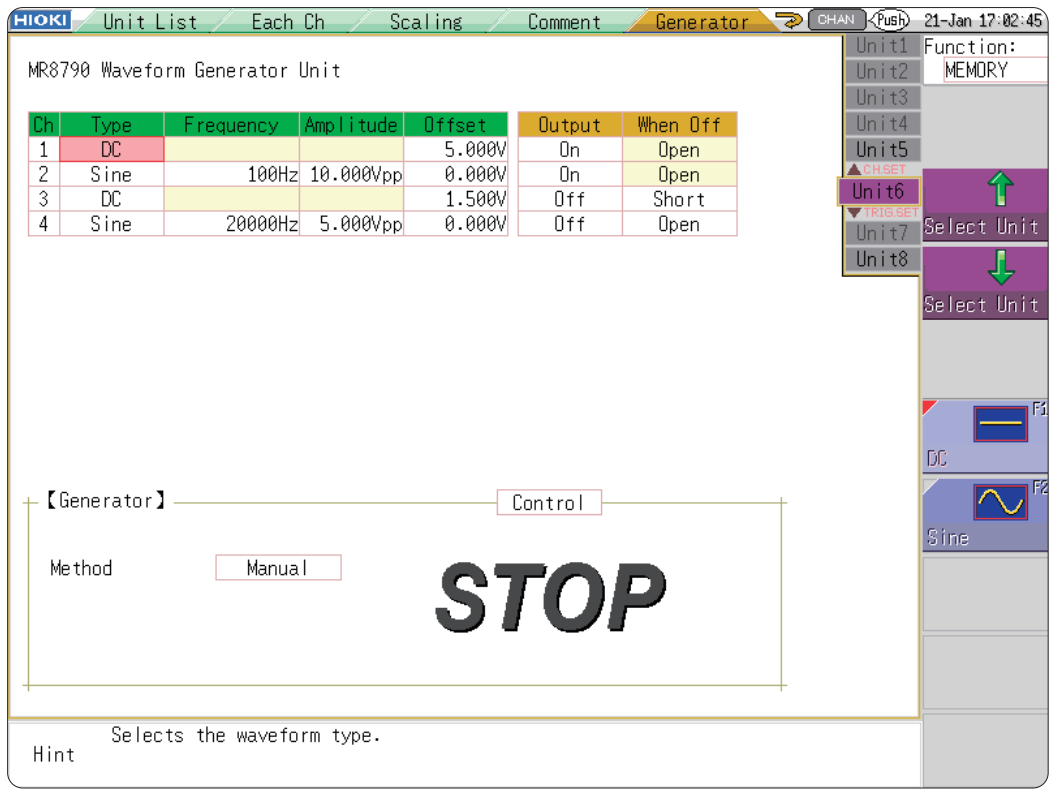 HIOKI Unit List Each Ch Scaling Comment Generator CHAN Push 21-Jan 17:02:45
MR8790 Waveform Generator Unit
Ch Type Frequency Amplitude Offset Output When Off
1 DC 5.000V On Open
2 Sine 100Hz 10.000Vpp 0.000V On Open
3 DC 1.500V Off Short
4 Sine 20000Hz 5.000Vpp 0.000V Off Open
Unit1
Unit2
Unit3
Unit4
Unit5
▲CH.SET
Unit6
▼TRIG.SET
Unit7
Unit8
Function:
MEMORY
Select Unit
Select Unit
F1
DC
F2
Sine
【Generator】 Control
Method Manual STOP
Hint Selects the waveform type.